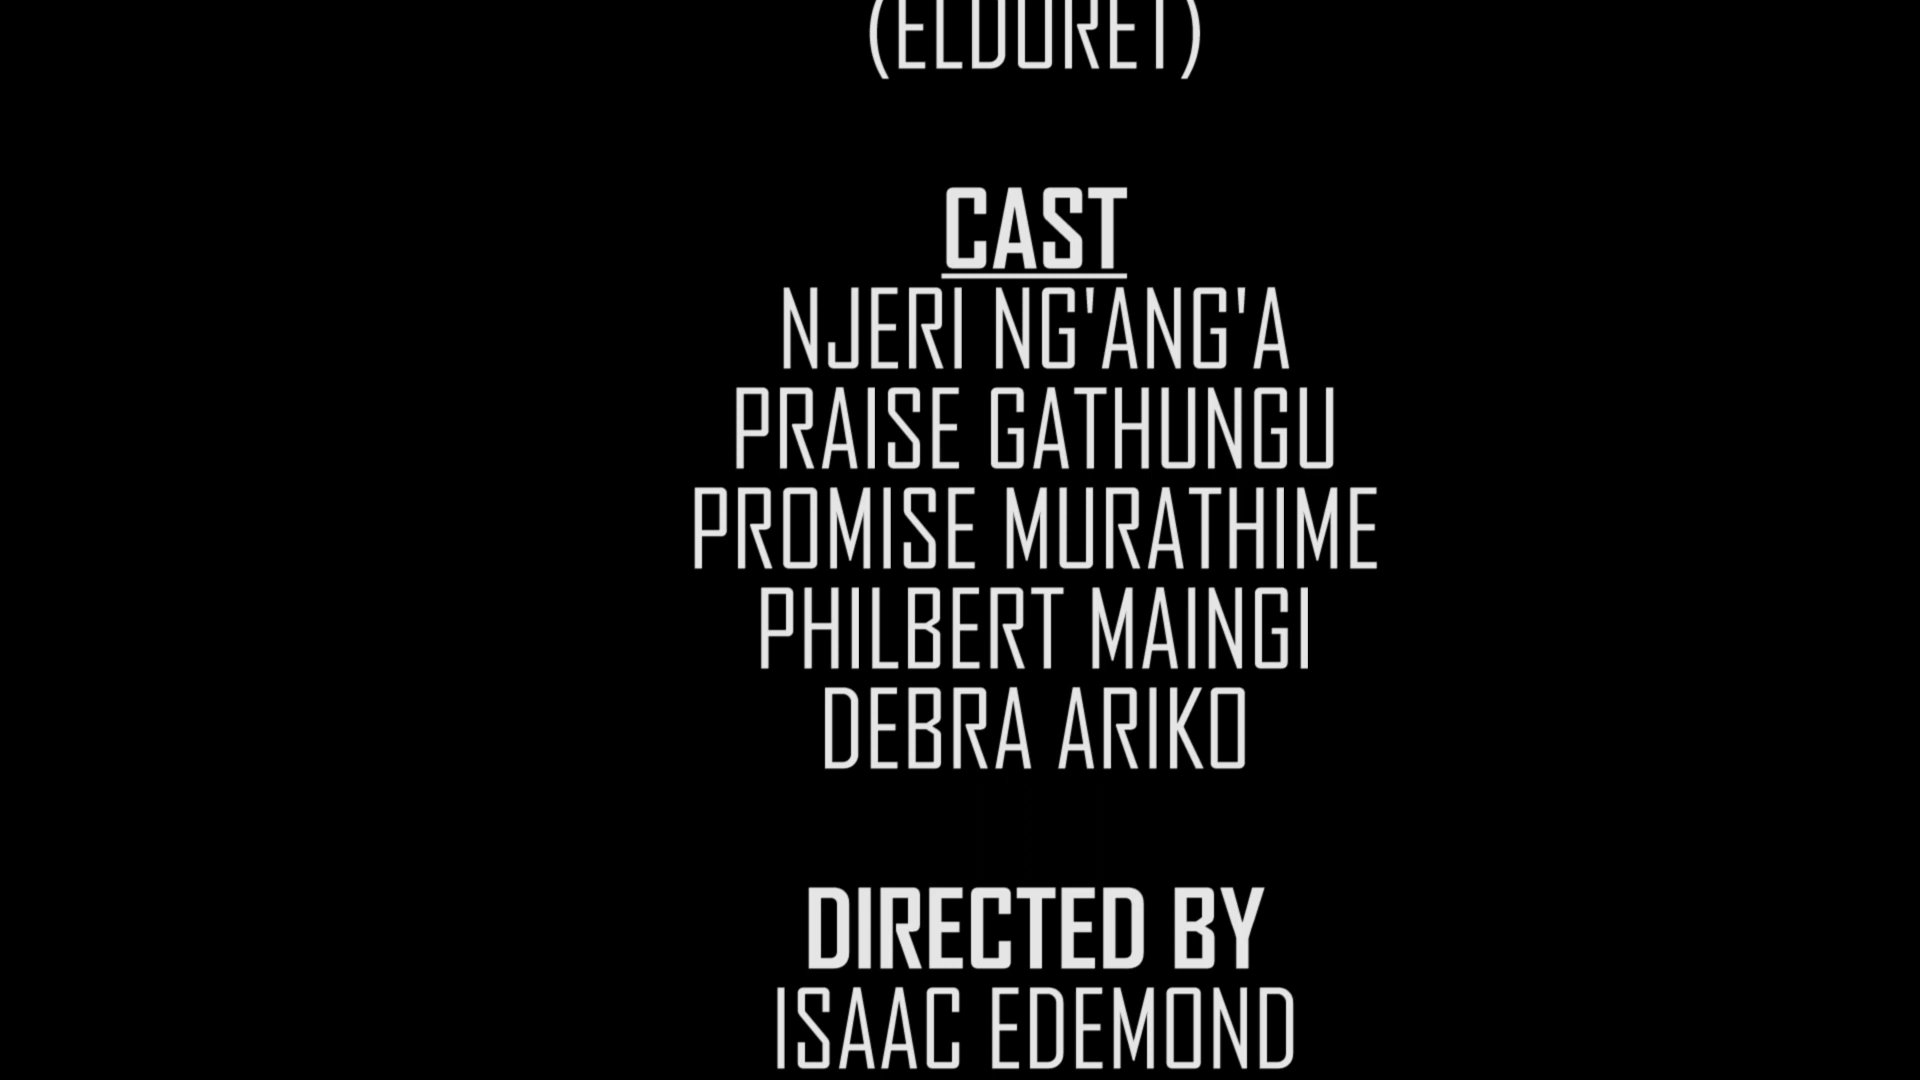 (ELDORET)
CAST
NJERI NG'ANG'A
PRAISE GATHUNGU
PROMISE MURATHIME
PHILBERT MAINGI
DEBRA ARIKO
DIRECTED BY
ISAAC EDEMOND